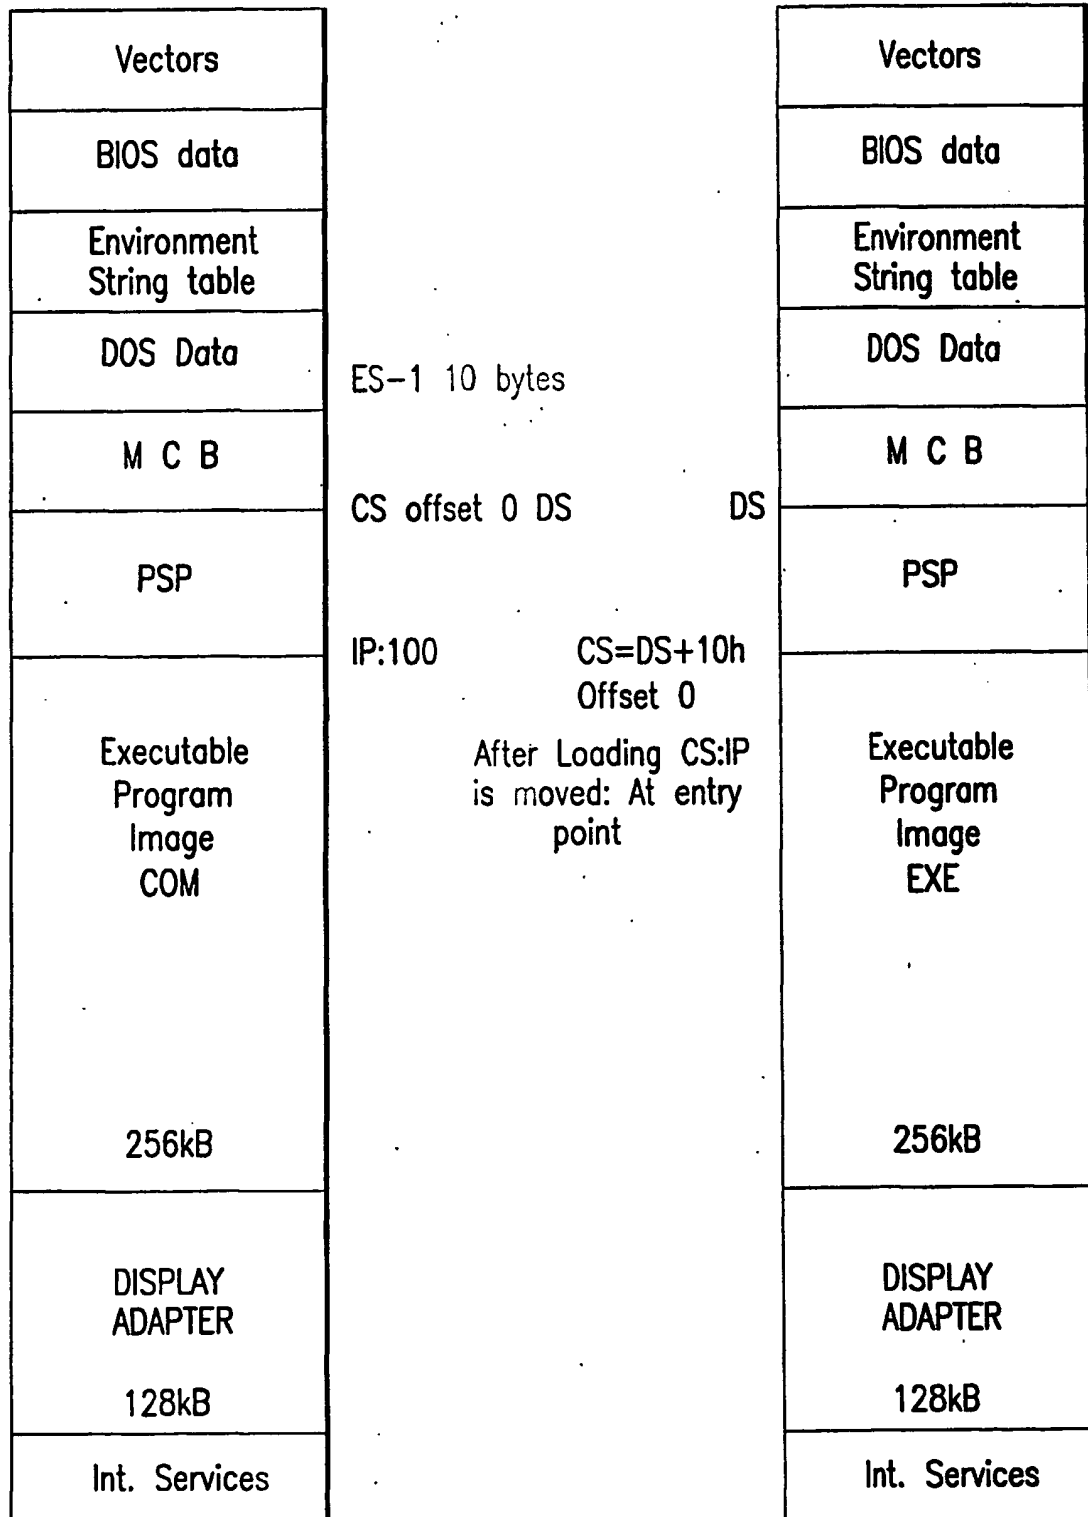 Vectors
BIOS data
Environment
String table
DOS Data
M C B
PSP
Executable
Program
Image
COM
256kB
DISPLAY
ADAPTER
128kB
Int. Services
ES-1 10 bytes
CS offset 0 DS
IP:100
DS
CS=DS+10h
Offset 0
After Loading CS:IP
is moved: At entry
point
Vectors
BIOS data
Environment
String table
DOS Data
M C B
PSP
Executable
Program
Image
EXE
256kB
DISPLAY
ADAPTER
128kB
Int. Services